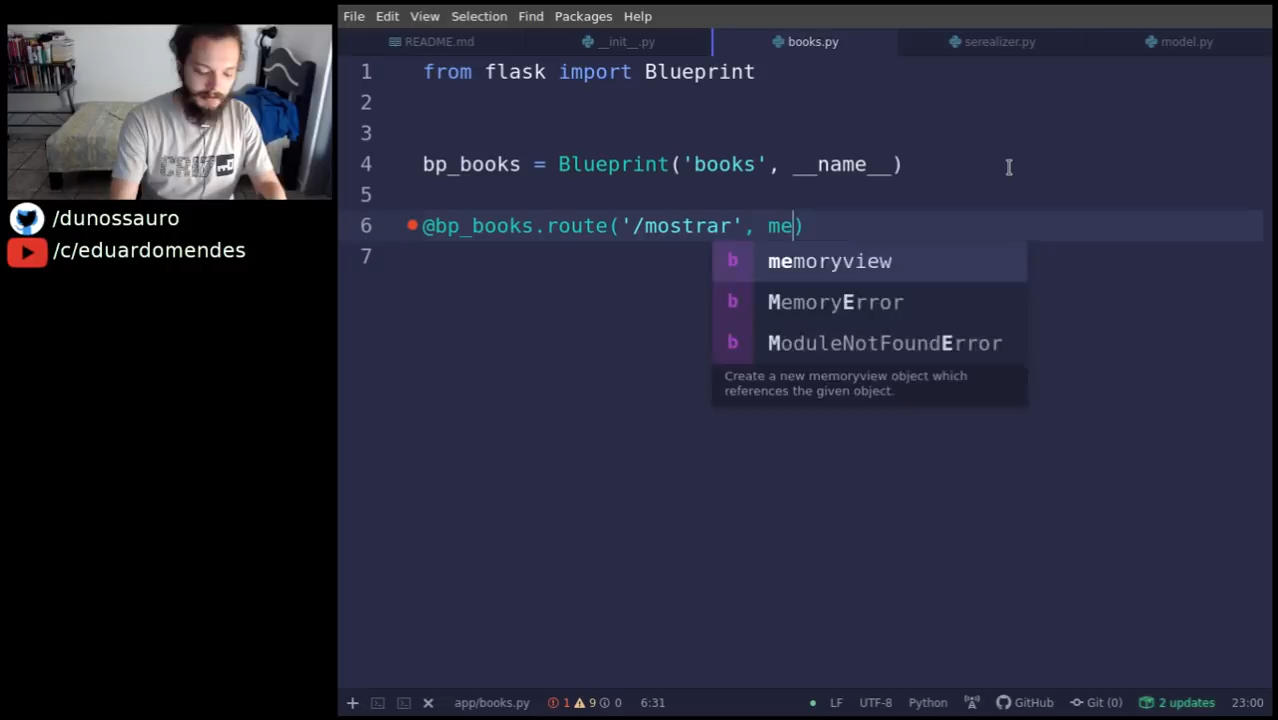 File Edit View Selection Find Packages Help
README.md __init__.py books.py serealizer.py model.py
1 from flask import Blueprint
2
3
4 bp_books = Blueprint('books', __name__)
5
6 @bp_books.route('/mostrar', me)
7
b memoryview
b MemoryError
b ModuleNotFoundError
Create a new memoryview object which
references the given object.
/dunossauro
/c/eduardomendes
app/books.py 1 9 0 6:31 LF UTF-8 Python GitHub Git (0) 2 updates 23:00